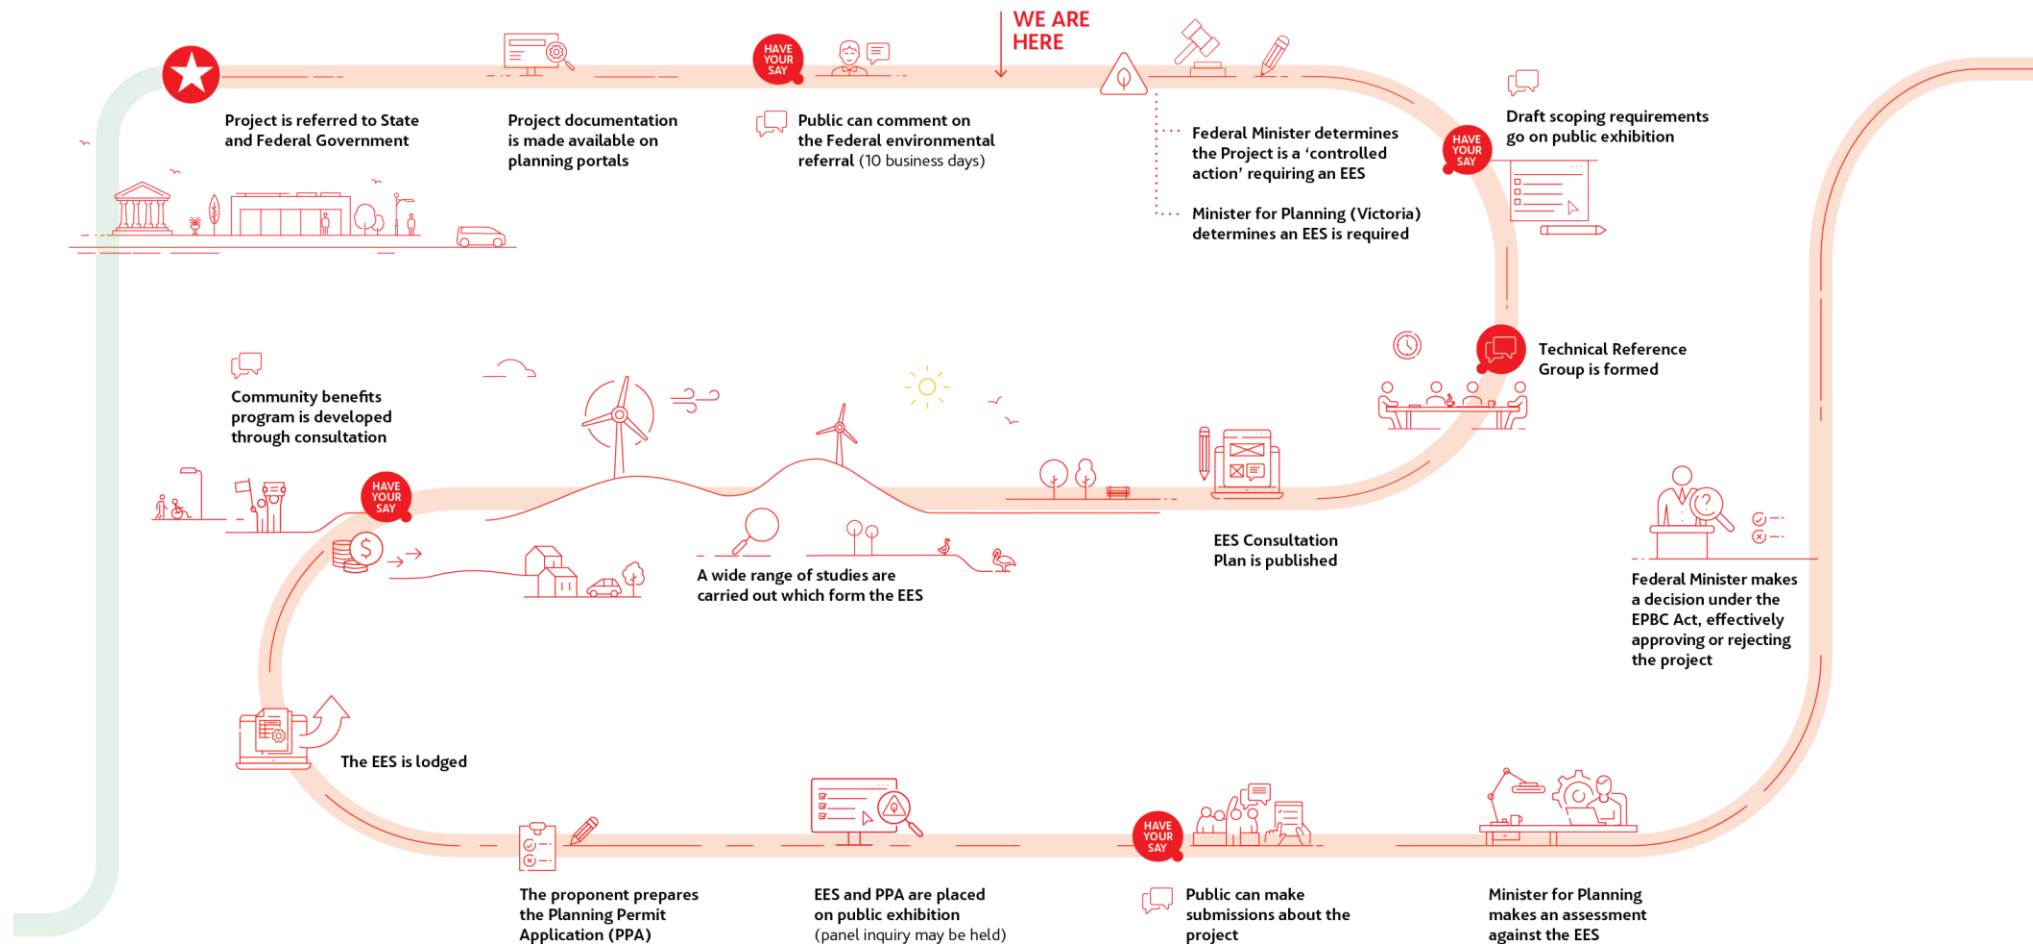 WE ARE
HERE
HAVE
YOUR
SAY
Project is referred to State
and Federal Government
Project documentation
is made available on
planning portals
Public can comment on
the Federal environmental
referral (10 business days)
Federal Minister determines
the Project is a ‘controlled
action’ requiring an EES
Minister for Planning (Victoria)
determines an EES is required
HAVE
YOUR
SAY
Draft scoping requirements
go on public exhibition
Technical Reference
Group is formed
EES Consultation
Plan is published
A wide range of studies are
carried out which form the EES
Community benefits
program is developed
through consultation
HAVE
YOUR
SAY
$
The EES is lodged
The proponent prepares
the Planning Permit
Application (PPA)
EES and PPA are placed
on public exhibition
(panel inquiry may be held)
HAVE
YOUR
SAY
Public can make
submissions about the
project
Minister for Planning
makes an assessment
against the EES
?
Federal Minister makes
a decision under the
EPBC Act, effectively
approving or rejecting
the project